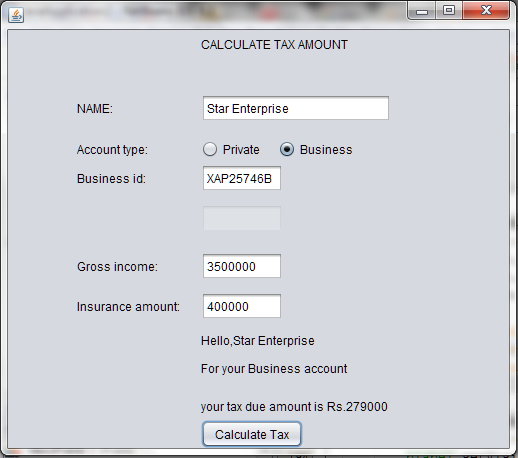 CALCULATE TAX AMOUNT
NAME: Star Enterprise
Account type: Private Business
Business id: XAP25746B
Gross income: 3500000
Insurance amount: 400000
Hello,Star Enterprise
For your Business account
your tax due amount is Rs.279000
Calculate Tax